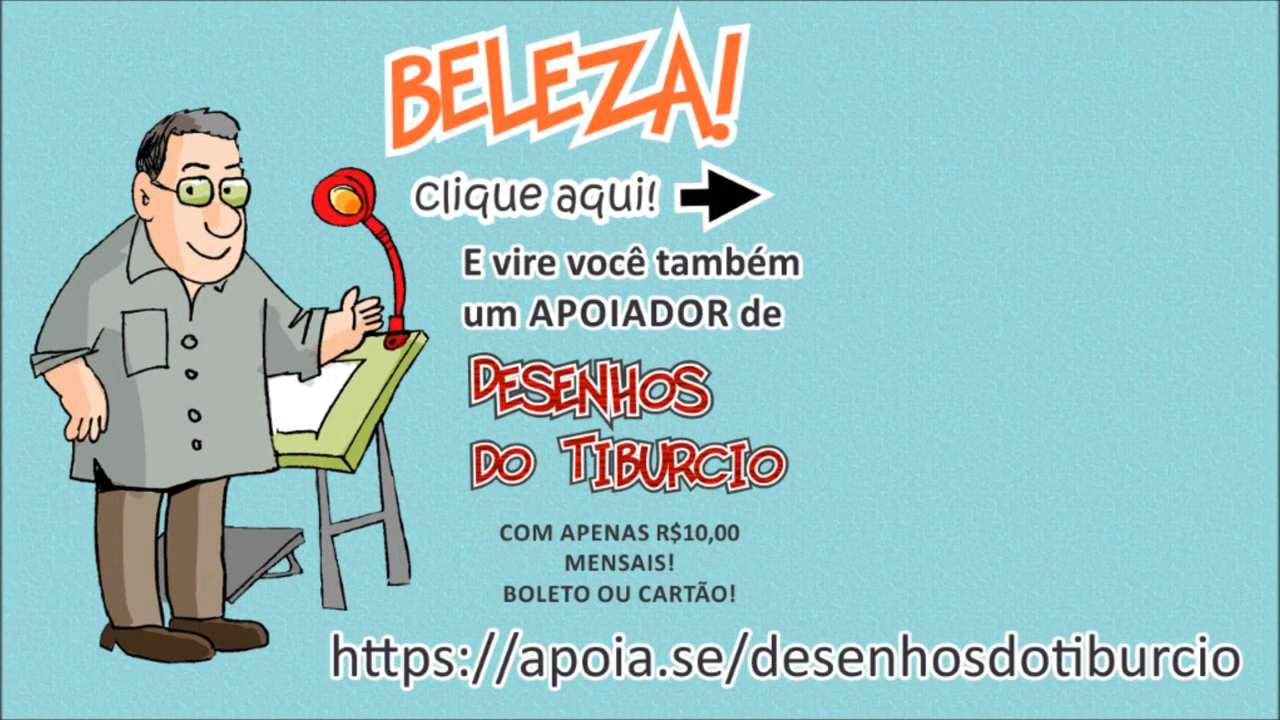 BELEZA!
clique aqui!
E vire você também
um APOIADOR de
DESENHOS
DO TIBURCIO
COM APENAS R$10,00
MENSAIS!
BOLETO OU CARTÃO!
https://apoia.se/desenhosdotiburcio